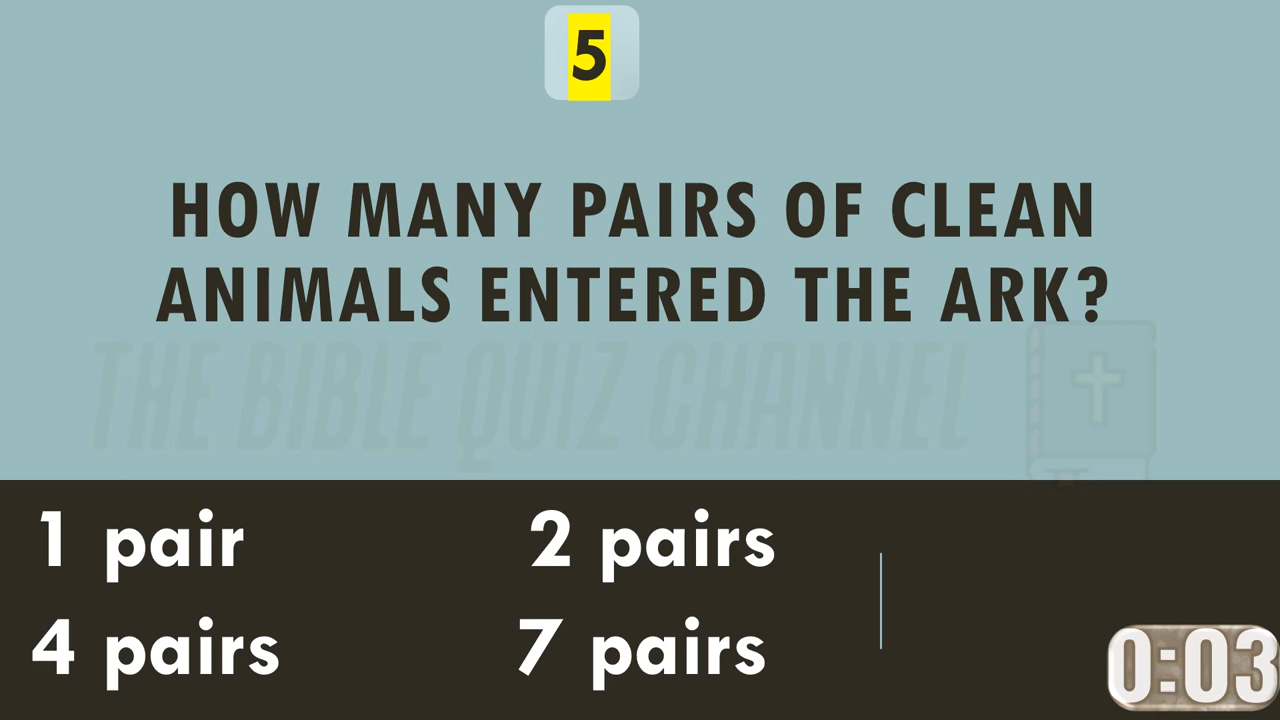 5
HOW MANY PAIRS OF CLEAN
ANIMALS ENTERED THE ARK?
THE BIBLE QUIZ CHANNEL
1 pair
2 pairs
4 pairs
7 pairs
0:03